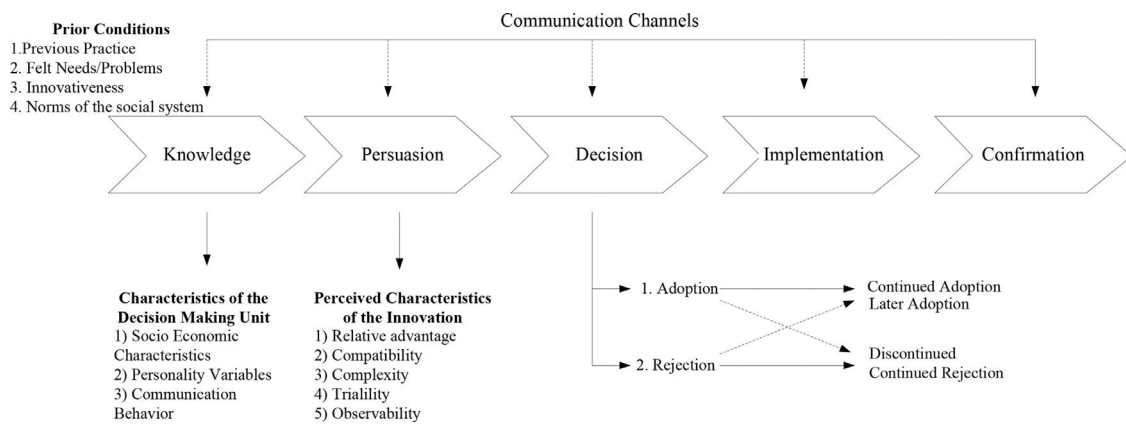 Communication Channels
Prior Conditions
1.Previous Practice
2. Felt Needs/Problems
3. Innovativeness
4. Norms of the social system
Knowledge
Persuasion
Decision
Implementation
Confirmation
Characteristics of the
Decision Making Unit
1) Socio Economic
Characteristics
2) Personality Variables
3) Communication
Behavior
Perceived Characteristics
of the Innovation
1) Relative advantage
2) Compatibility
3) Complexity
4) Trialility
5) Observability
1. Adoption
2. Rejection
Continued Adoption
Later Adoption
Discontinued
Continued Rejection